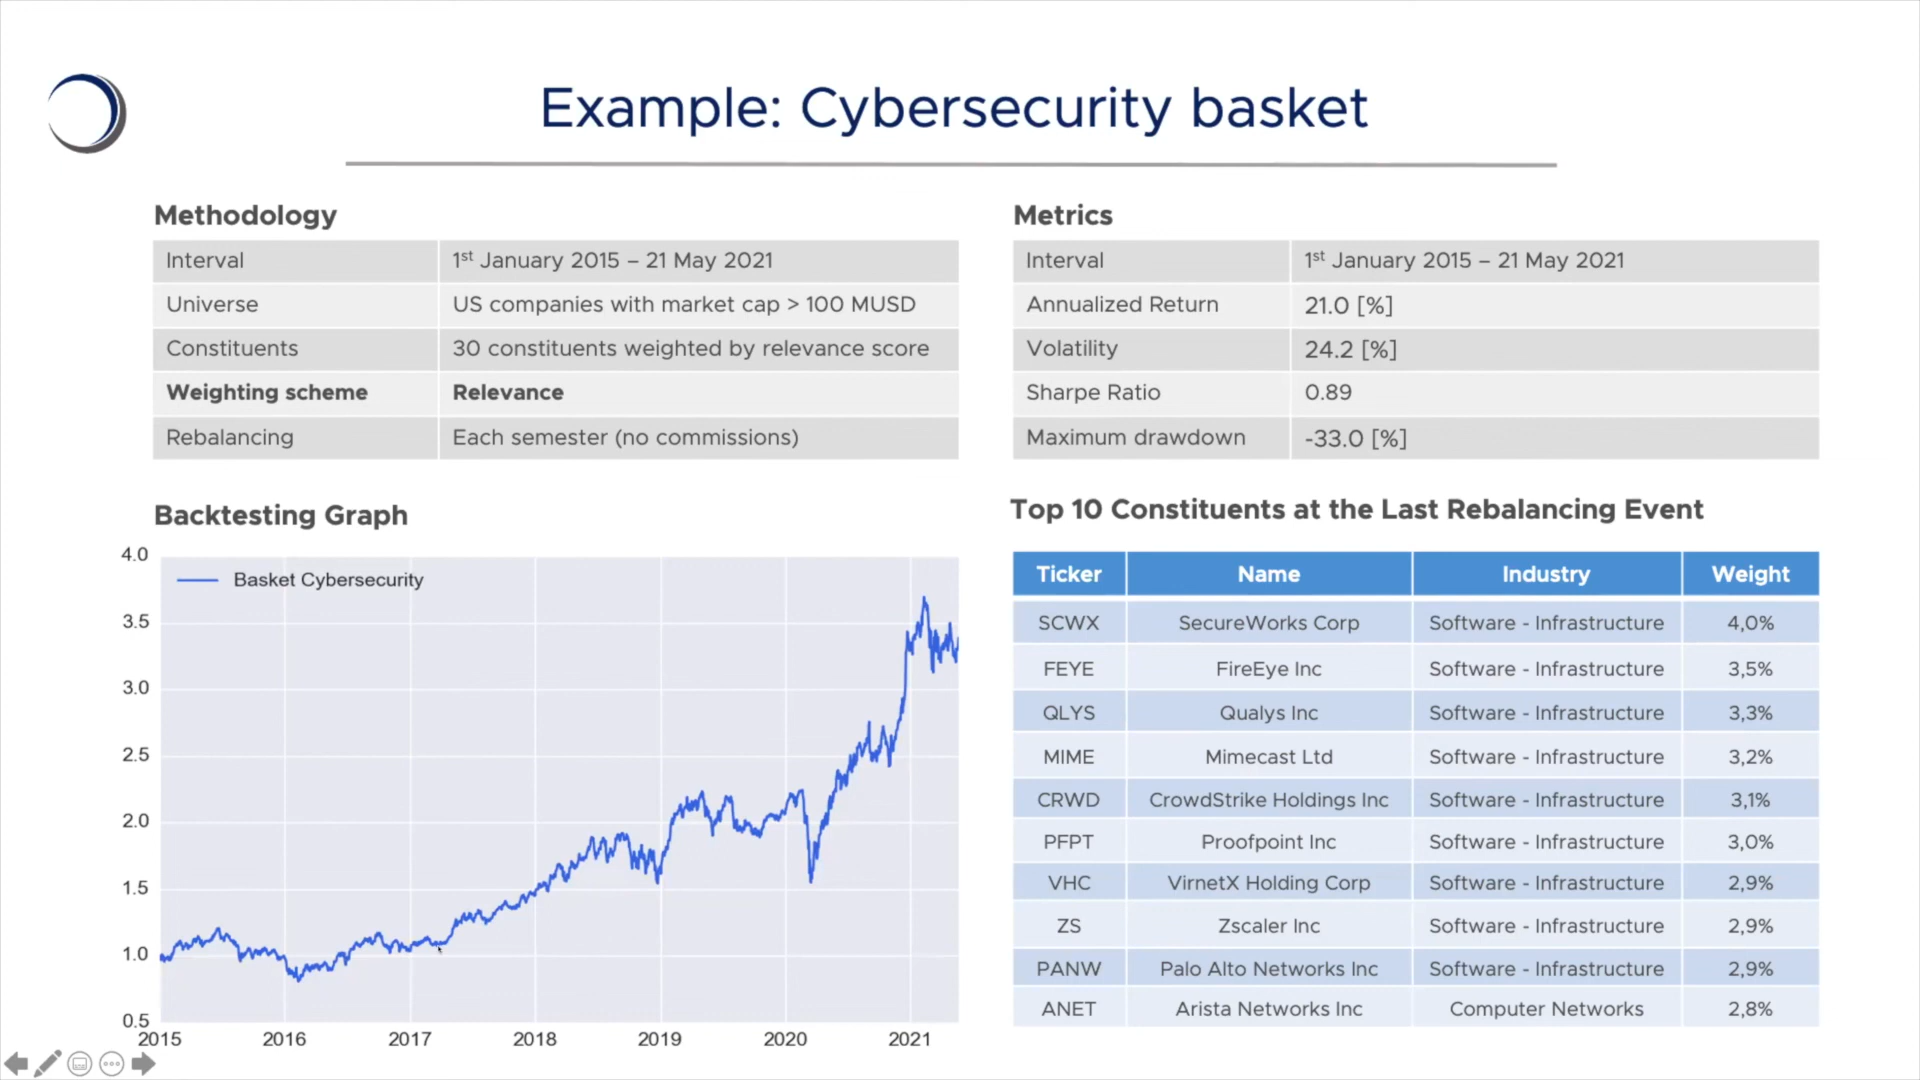 Example: Cybersecurity basket
Methodology
Interval 1st January 2015 – 21 May 2021
Universe US companies with market cap > 100 MUSD
Constituents 30 constituents weighted by relevance score
Weighting scheme Relevance
Rebalancing Each semester (no commissions)
Metrics
Interval 1st January 2015 – 21 May 2021
Annualized Return 21.0 [%]
Volatility 24.2 [%]
Sharpe Ratio 0.89
Maximum drawdown -33.0 [%]
Backtesting Graph
Basket Cybersecurity
4.0
3.5
3.0
2.5
2.0
1.5
1.0
0.5
2015 2016 2017 2018 2019 2020 2021
Top 10 Constituents at the Last Rebalancing Event
Ticker Name Industry Weight
SCWX SecureWorks Corp Software - Infrastructure 4,0%
FEYE FireEye Inc Software - Infrastructure 3,5%
QLYS Qualys Inc Software - Infrastructure 3,3%
MIME Mimecast Ltd Software - Infrastructure 3,2%
CRWD CrowdStrike Holdings Inc Software - Infrastructure 3,1%
PFPT Proofpoint Inc Software - Infrastructure 3,0%
VHC VirnetX Holding Corp Software - Infrastructure 2,9%
ZS Zscaler Inc Software - Infrastructure 2,9%
PANW Palo Alto Networks Inc Software - Infrastructure 2,9%
ANET Arista Networks Inc Computer Networks 2,8%